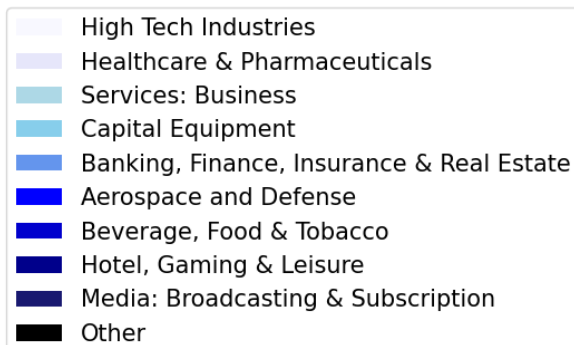 High Tech Industries
Healthcare & Pharmaceuticals
Services: Business
Capital Equipment
Banking, Finance, Insurance & Real Estate
Aerospace and Defense
Beverage, Food & Tobacco
Hotel, Gaming & Leisure
Media: Broadcasting & Subscription
Other